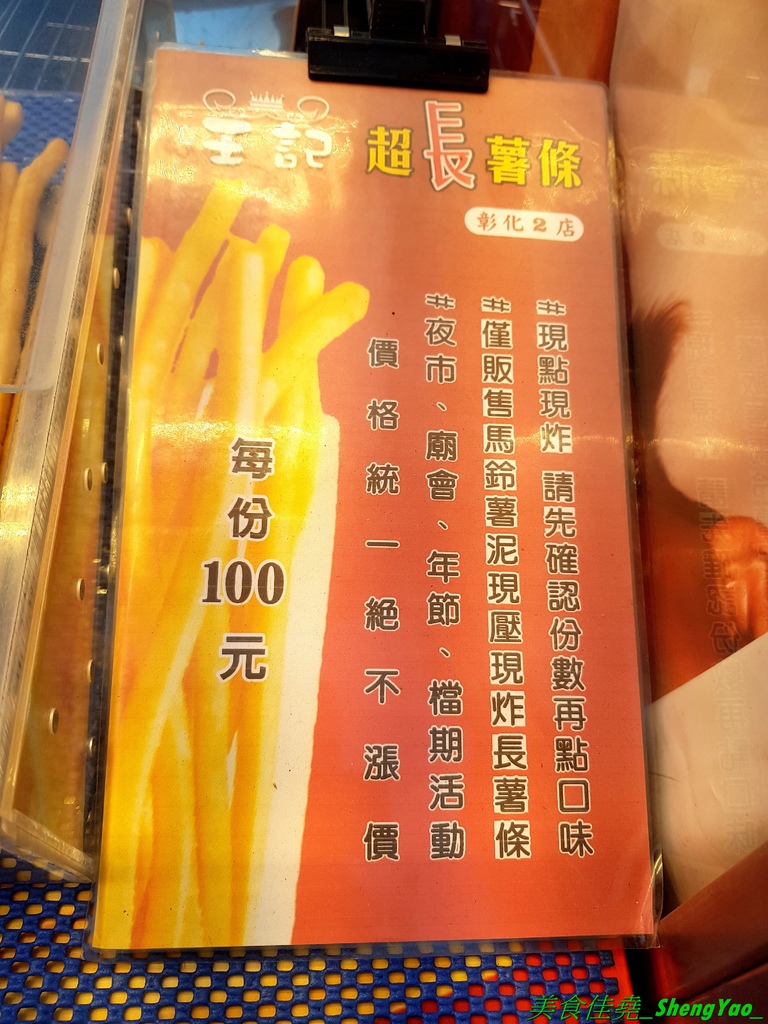 王記 超長薯條
彰化2店
#現點現炸 請先確認份數再點口味
#僅販售馬鈴薯泥現壓現炸長薯條
#夜市、廟會、年節、檔期活動
價格統一絕不漲價
每份100元
美食佳堯_ShengYao_